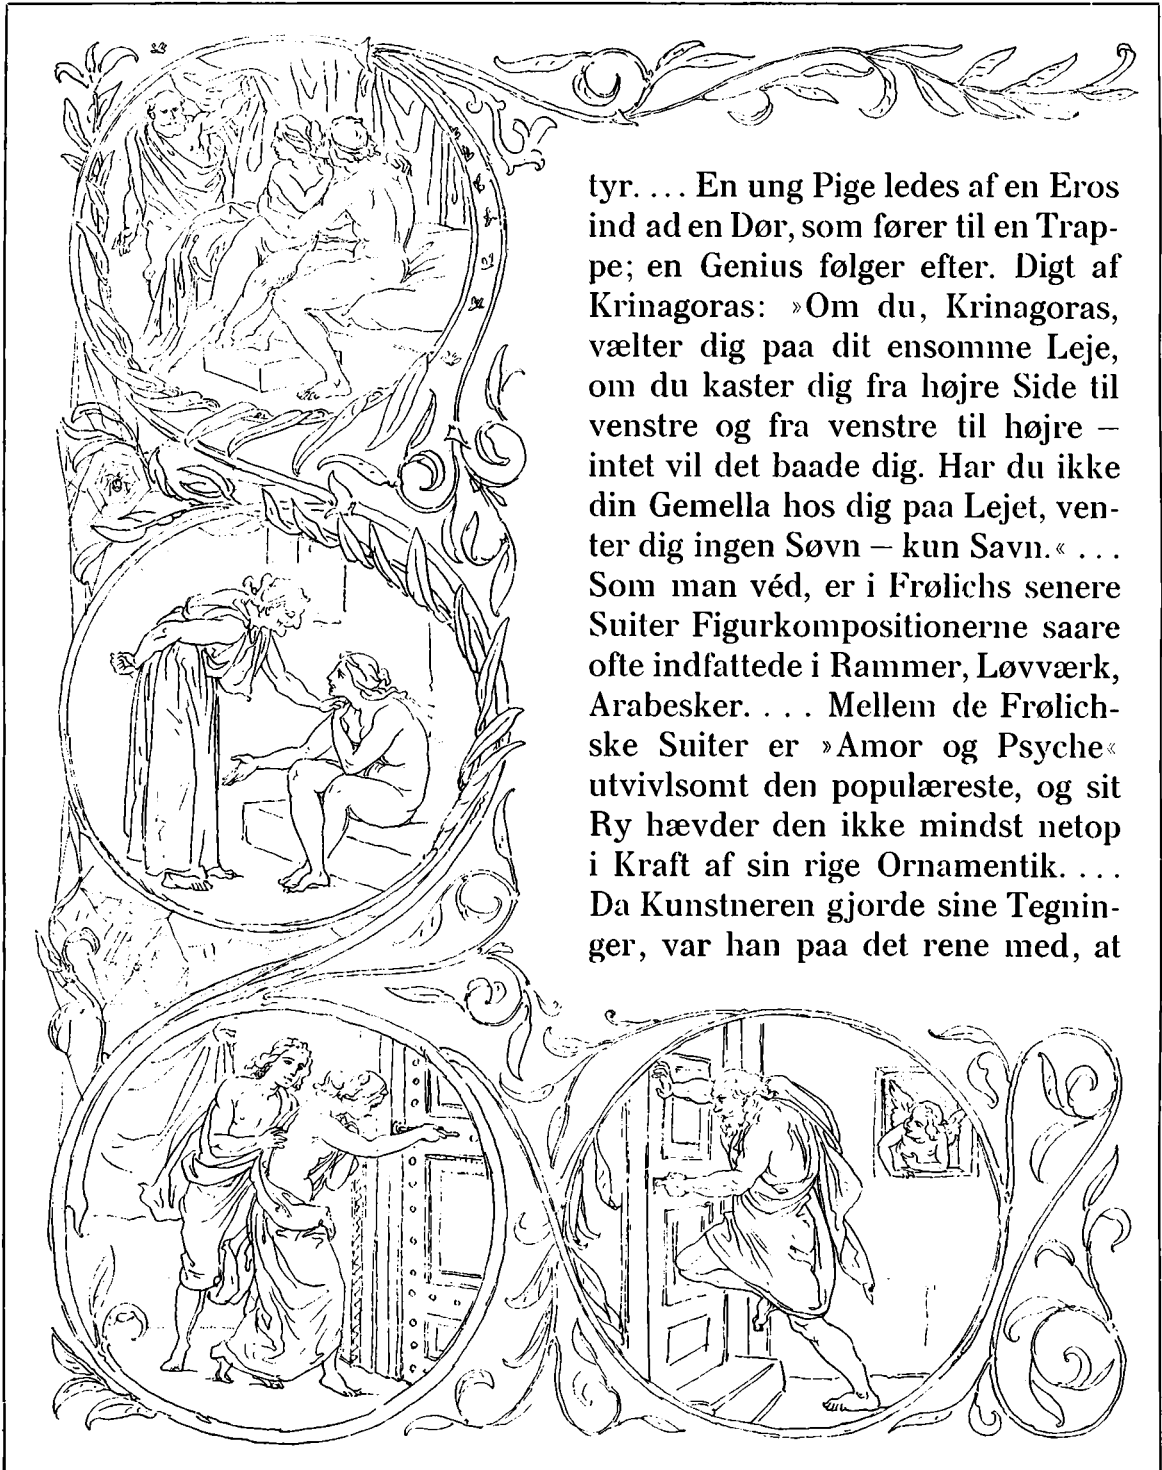 tyr. . . . En ung Pige ledes af en Eros
ind ad en Dør, som fører til en Trap-
pe; en Genius følger efter. Digt af
Krinagoras: »Om du, Krinagoras,
vælter dig paa dit ensomme Leje,
om du kaster dig fra højre Side til
venstre og fra venstre til højre —
intet vil det baade dig. Har du ikke
din Gemella hos dig paa Lejet, ven-
ter dig ingen Søvn — kun Savn.« . . .
Som man véd, er i Frølichs senere
Suiter Figurkompositionerne saare
ofte indfattede i Rammer, Løvværk,
Arabesker. . . . Mellem de Frølich-
ske Suiter er »Amor og Psyche«
utvivlsomt den populæreste, og sit
Ry hævder den ikke mindst netop
i Kraft af sin rige Ornamentik. . . .
Da Kunstneren gjorde sine Tegnin-
ger, var han paa det rene med, at